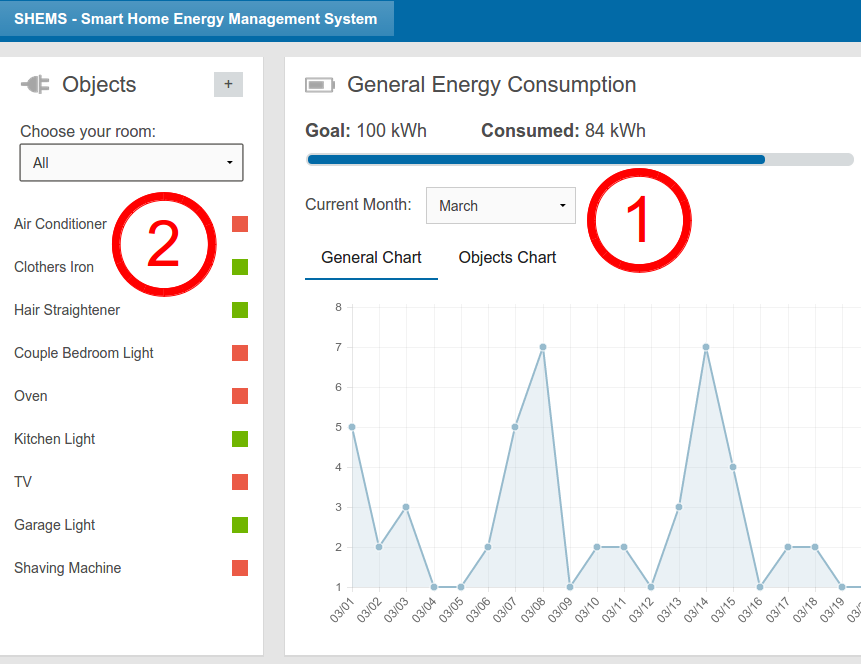 SHEMS - Smart Home Energy Management System
Objects
+
Choose your room:
All
Air Conditioner
Clothers Iron
Hair Straightener
Couple Bedroom Light
Oven
Kitchen Light
TV
Garage Light
Shaving Machine
2
General Energy Consumption
Goal: 100 kWh Consumed: 84 kWh
Current Month: March
1
General Chart Objects Chart
8
7
6
5
4
3
2
1
03/01 03/02 03/03 03/04 03/05 03/06 03/07 03/08 03/09 03/10 03/11 03/12 03/13 03/14 03/15 03/16 03/17 03/18 03/19